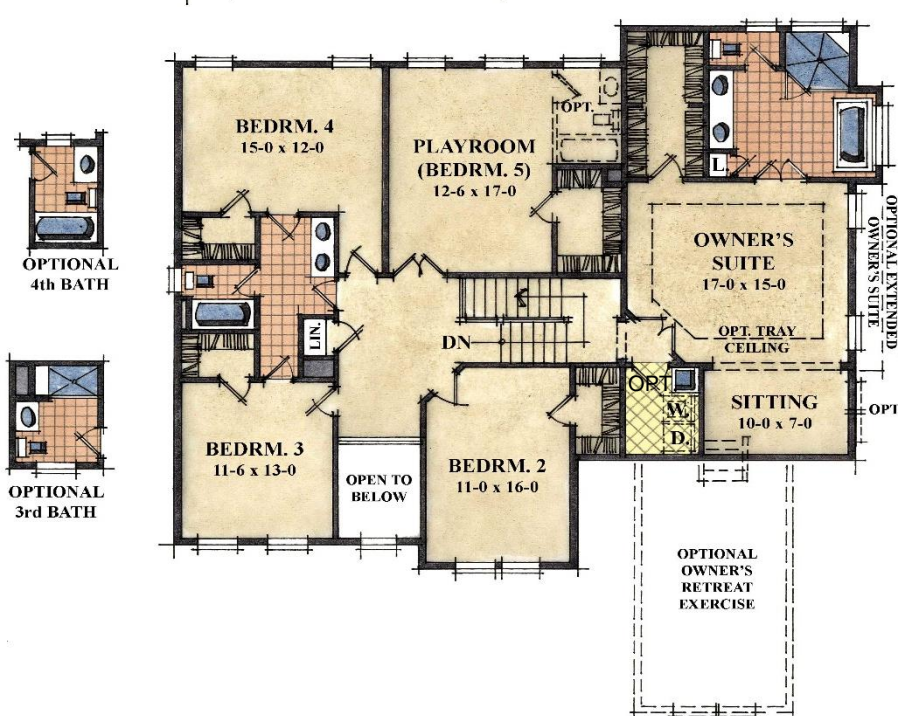 BEDRM. 4
15-0 x 12-0
PLAYROOM
(BEDRM. 5)
12-6 x 17-0
OPT.
L.
OPTIONAL
4th BATH
OWNER'S
SUITE
17-0 x 15-0
OPT. TRAY
CEILING
OPTIONAL EXTENDED
OWNER'S SUITE
LIN.
DN
OPT
W.
D.
SITTING
10-0 x 7-0
OPT
OPTIONAL
3rd BATH
BEDRM. 3
11-6 x 13-0
OPEN TO
BELOW
BEDRM. 2
11-0 x 16-0
OPTIONAL
OWNER'S
RETREAT
EXERCISE